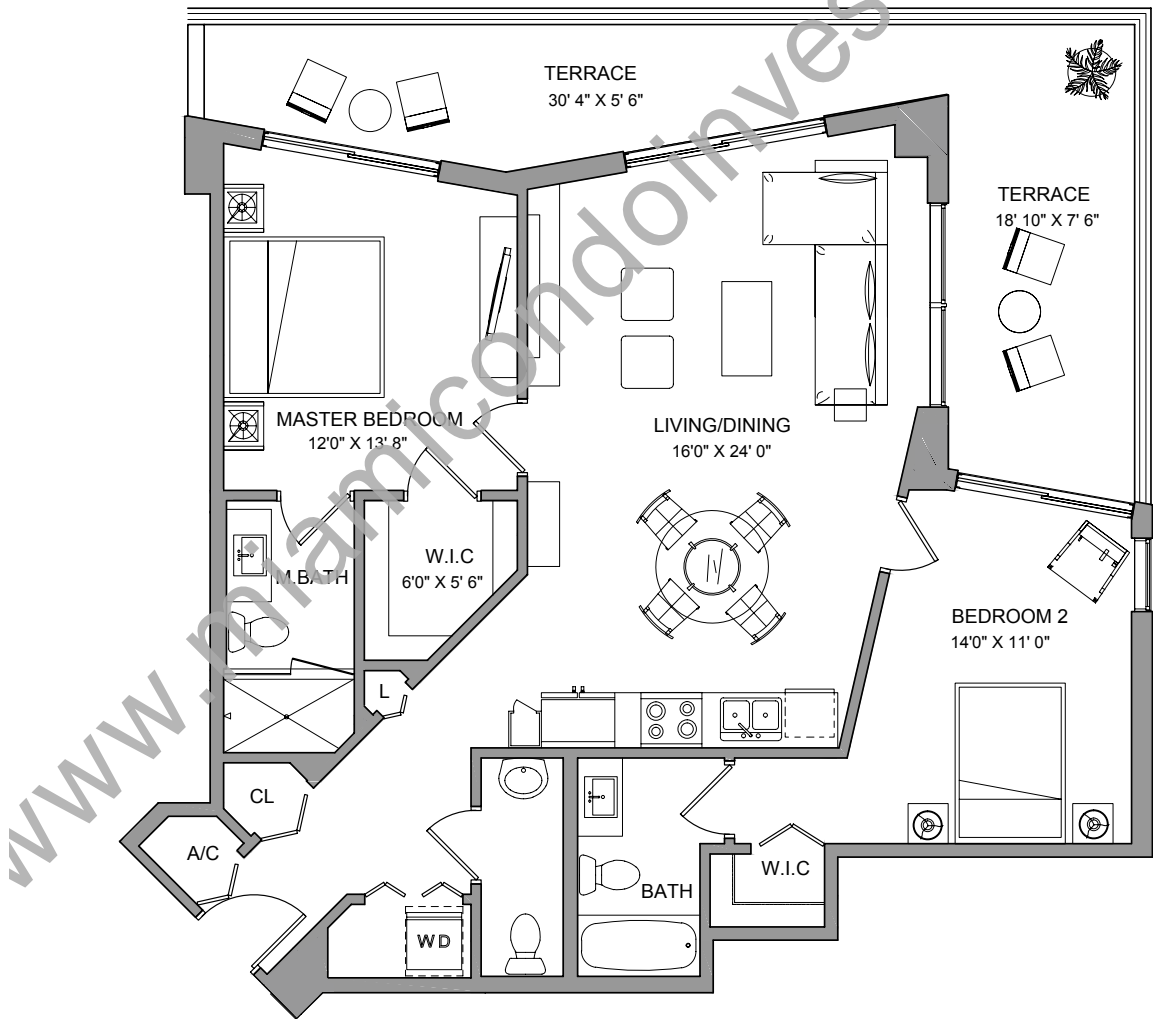 TERRACE
30' 4" X 5' 6"
TERRACE
18' 10" X 7' 6"
MASTER BEDROOM
12'0" X 13' 8"
LIVING/DINING
16'0" X 24' 0"
W.I.C
6'0" X 5' 6"
M.BATH
BEDROOM 2
14'0" X 11' 0"
L
CL
A/C
W.I.C
BATH
WD
www.miamicondoinves